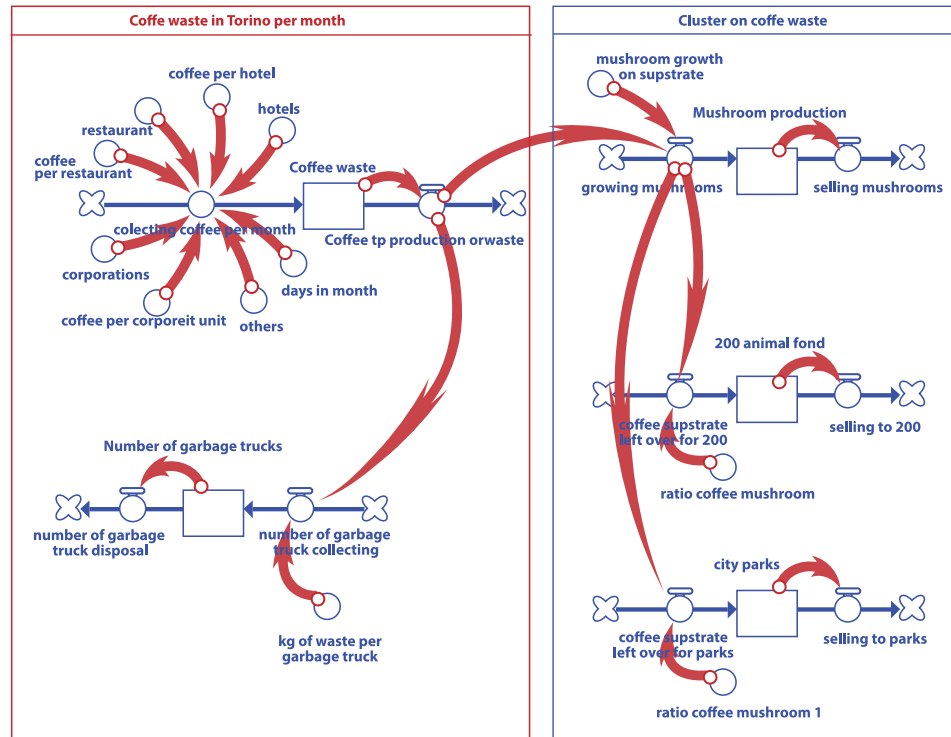 Coffe waste in Torino per month
coffee per hotel
hotels
restaurant
coffee
per restaurant
Coffee waste
colecting coffee per month
Coffee tp production orwaste
corporations
days in month
coffee per corporeit unit
others
Number of garbage trucks
number of garbage
truck disposal
number of garbage
truck collecting
kg of waste per
garbage truck
Cluster on coffe waste
mushroom growth
on supstrate
Mushroom production
growing mushrooms
selling mushrooms
200 animal fond
coffee supstrate
left over for 200
selling to 200
ratio coffee mushroom
city parks
coffee supstrate
left over for parks
selling to parks
ratio coffee mushroom 1